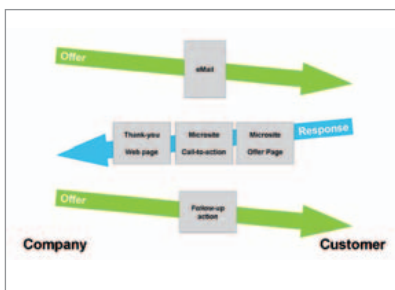 Offer
eMail
Response
Thank-you
Web page
Microsite
Call-to-action
Microsite
Offer Page
Offer
Follow-up
action
Company
Customer